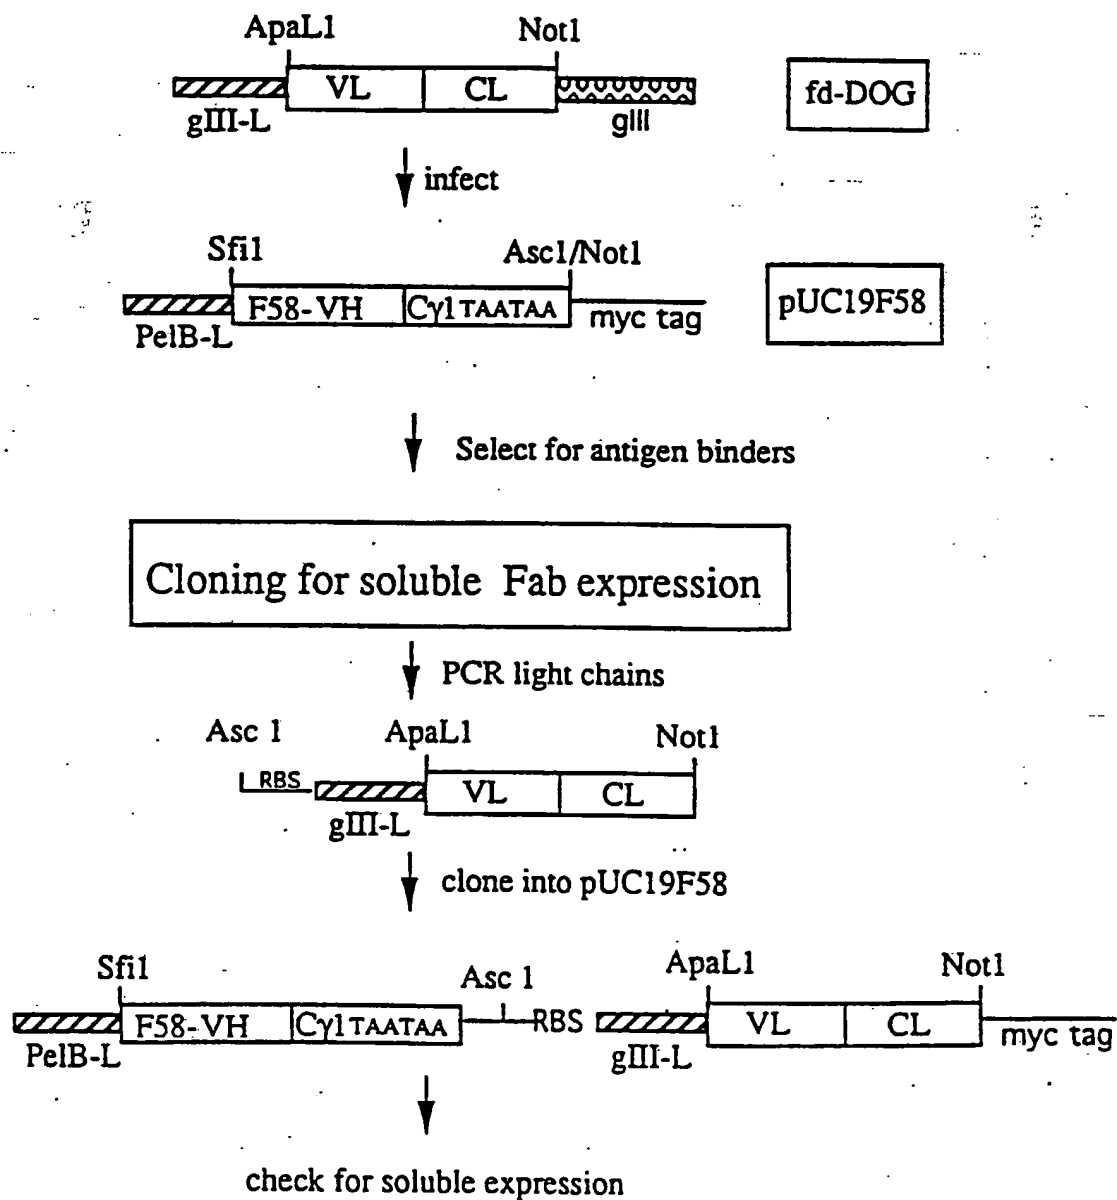 ApaL1 Not1
VL CL fd-DOG
gIII-L gIII
infect
Sfi1 Asc1/Not1
F58-VH Cγ1 TAATAA pUC19F58
PelB-L myc tag
Select for antigen binders
Cloning for soluble Fab expression
PCR light chains
Asc 1 ApaL1 Not1
RBS VL CL
gIII-L
clone into pUC19F58
Sfi1 Asc 1 ApaL1 Not1
F58-VH Cγ1 TAATAA RBS VL CL
PelB-L gIII-L myc tag
check for soluble expression